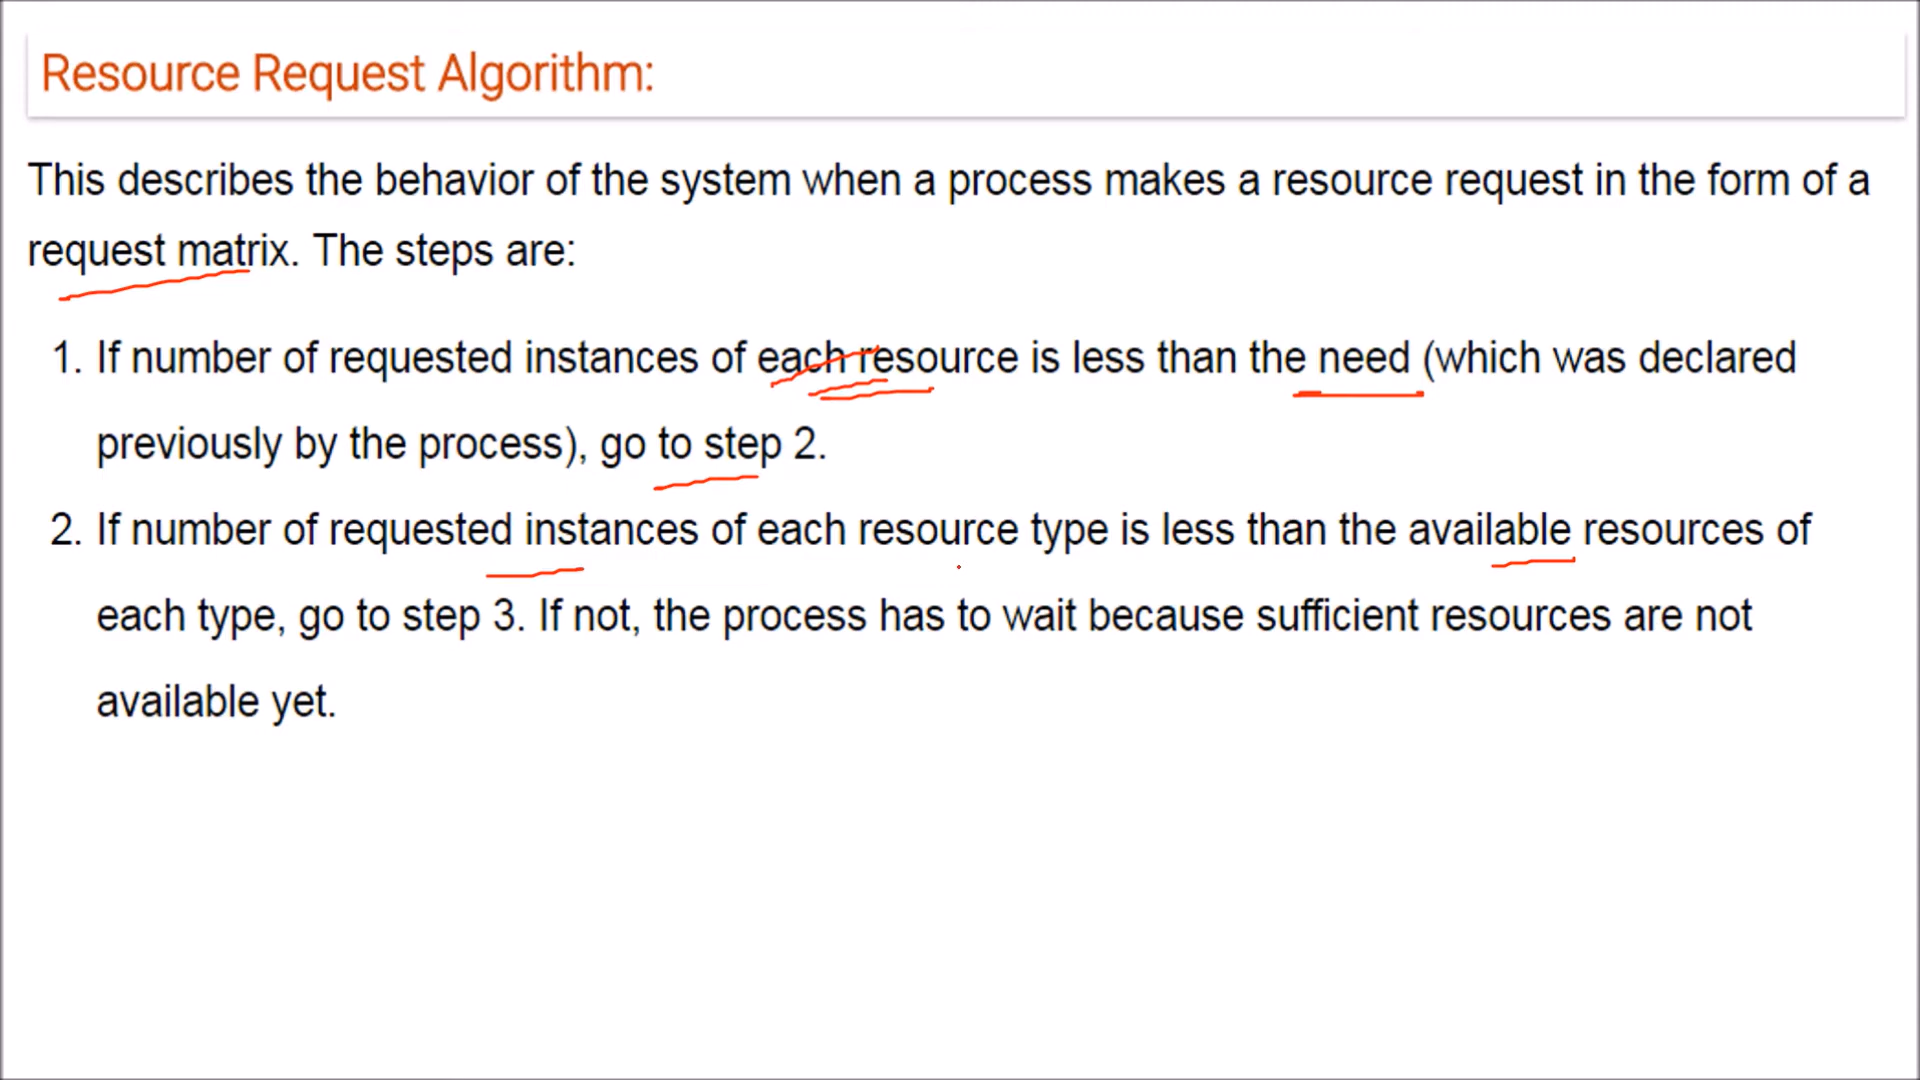 Resource Request Algorithm:
This describes the behavior of the system when a process makes a resource request in the form of a
request matrix. The steps are:
1. If number of requested instances of each resource is less than the need (which was declared
previously by the process), go to step 2.
2. If number of requested instances of each resource type is less than the available resources of
each type, go to step 3. If not, the process has to wait because sufficient resources are not
available yet.